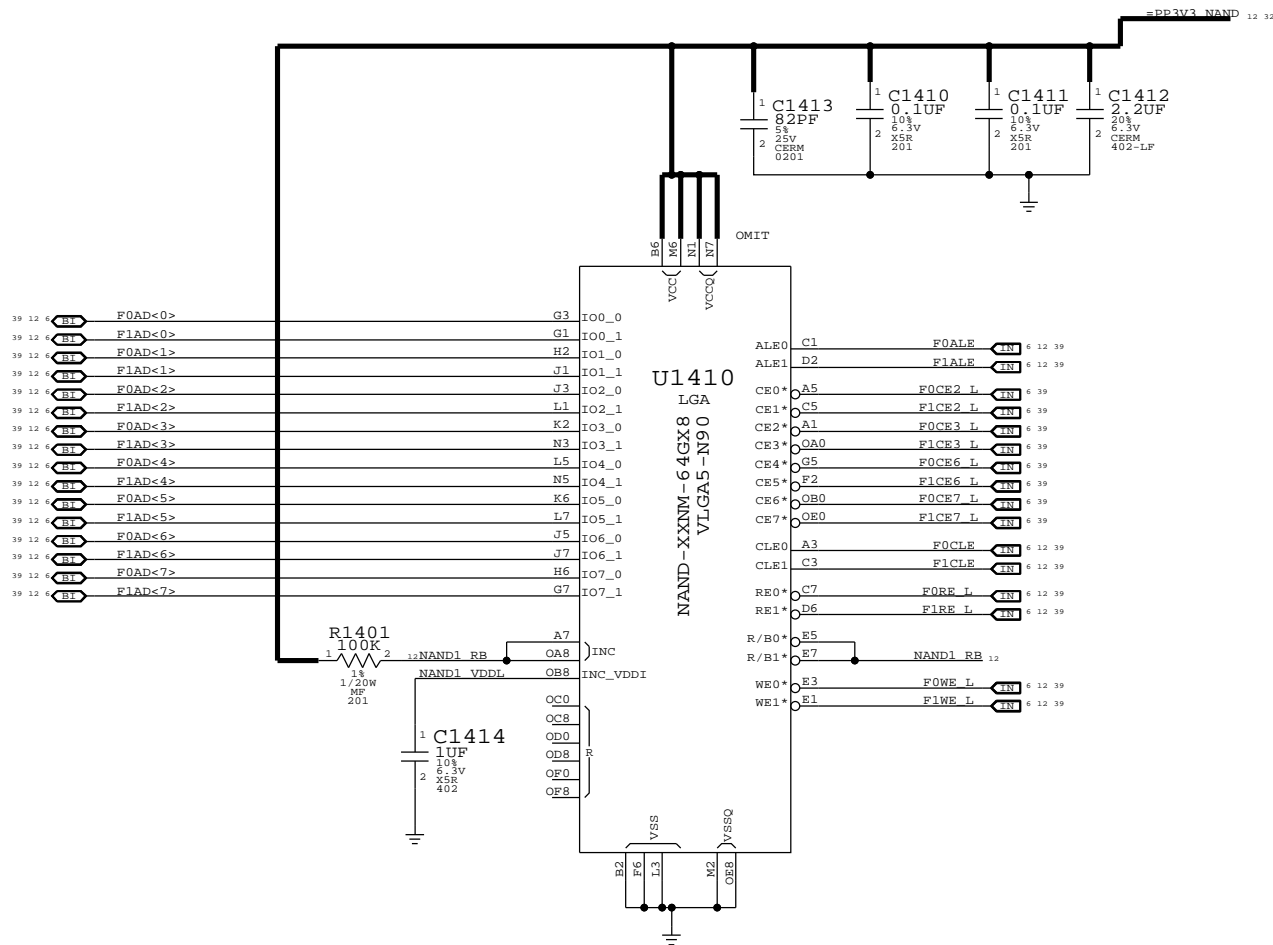 =PP3V3_NAND 12 32
1 C1413
82PF
5%
25V
CERM
0201
2
1 C1410
0.1UF
10%
6.3V
X5R
201
2
1 C1411
0.1UF
10%
6.3V
X5R
201
2
1 C1412
2.2UF
20%
6.3V
CERM
402-LF
2
OMIT
B6 M6 N1 N7
VCC VCCQ
U1410
LGA
NAND-XXNM-64GX8
VLGA5-N90
39 12 6 BI F0AD<0> G3 IO0_0
39 12 6 BI F1AD<0> G1 IO0_1
39 12 6 BI F0AD<1> H2 IO1_0
39 12 6 BI F1AD<1> J1 IO1_1
39 12 6 BI F0AD<2> J3 IO2_0
39 12 6 BI F1AD<2> L1 IO2_1
39 12 6 BI F0AD<3> K2 IO3_0
39 12 6 BI F1AD<3> N3 IO3_1
39 12 6 BI F0AD<4> L5 IO4_0
39 12 6 BI F1AD<4> N5 IO4_1
39 12 6 BI F0AD<5> K6 IO5_0
39 12 6 BI F1AD<5> L7 IO5_1
39 12 6 BI F0AD<6> J5 IO6_0
39 12 6 BI F1AD<6> J7 IO6_1
39 12 6 BI F0AD<7> H6 IO7_0
39 12 6 BI F1AD<7> G7 IO7_1
ALE0 C1 F0ALE IN 6 12 39
ALE1 D2 F1ALE IN 6 12 39
CE0* A5 F0CE2_L IN 6 39
CE1* C5 F1CE2_L IN 6 39
CE2* A1 F0CE3_L IN 6 39
CE3* OA0 F1CE3_L IN 6 39
CE4* G5 F0CE6_L IN 6 39
CE5* F2 F1CE6_L IN 6 39
CE6* OB0 F0CE7_L IN 6 39
CE7* OE0 F1CE7_L IN 6 39
CLE0 A3 F0CLE IN 6 12 39
CLE1 C3 F1CLE IN 6 12 39
RE0* C7 F0RE_L IN 6 12 39
RE1* D6 F1RE_L IN 6 12 39
R/B0* E5
R/B1* E7 NAND1_RB 12
WE0* E3 F0WE_L IN 6 12 39
WE1* E1 F1WE_L IN 6 12 39
R1401
100K
1 2
1%
1/20W
MF
201
12 NAND1_RB
A7
OA8
INC
NAND1_VDDL OB8 INC_VDDI
OC0
OC8
OD0
OD8
OF0
OF8
R
1 C1414
1UF
10%
6.3V
X5R
402
2
VSS VSSQ
B2 F6 L3 M2 OE8